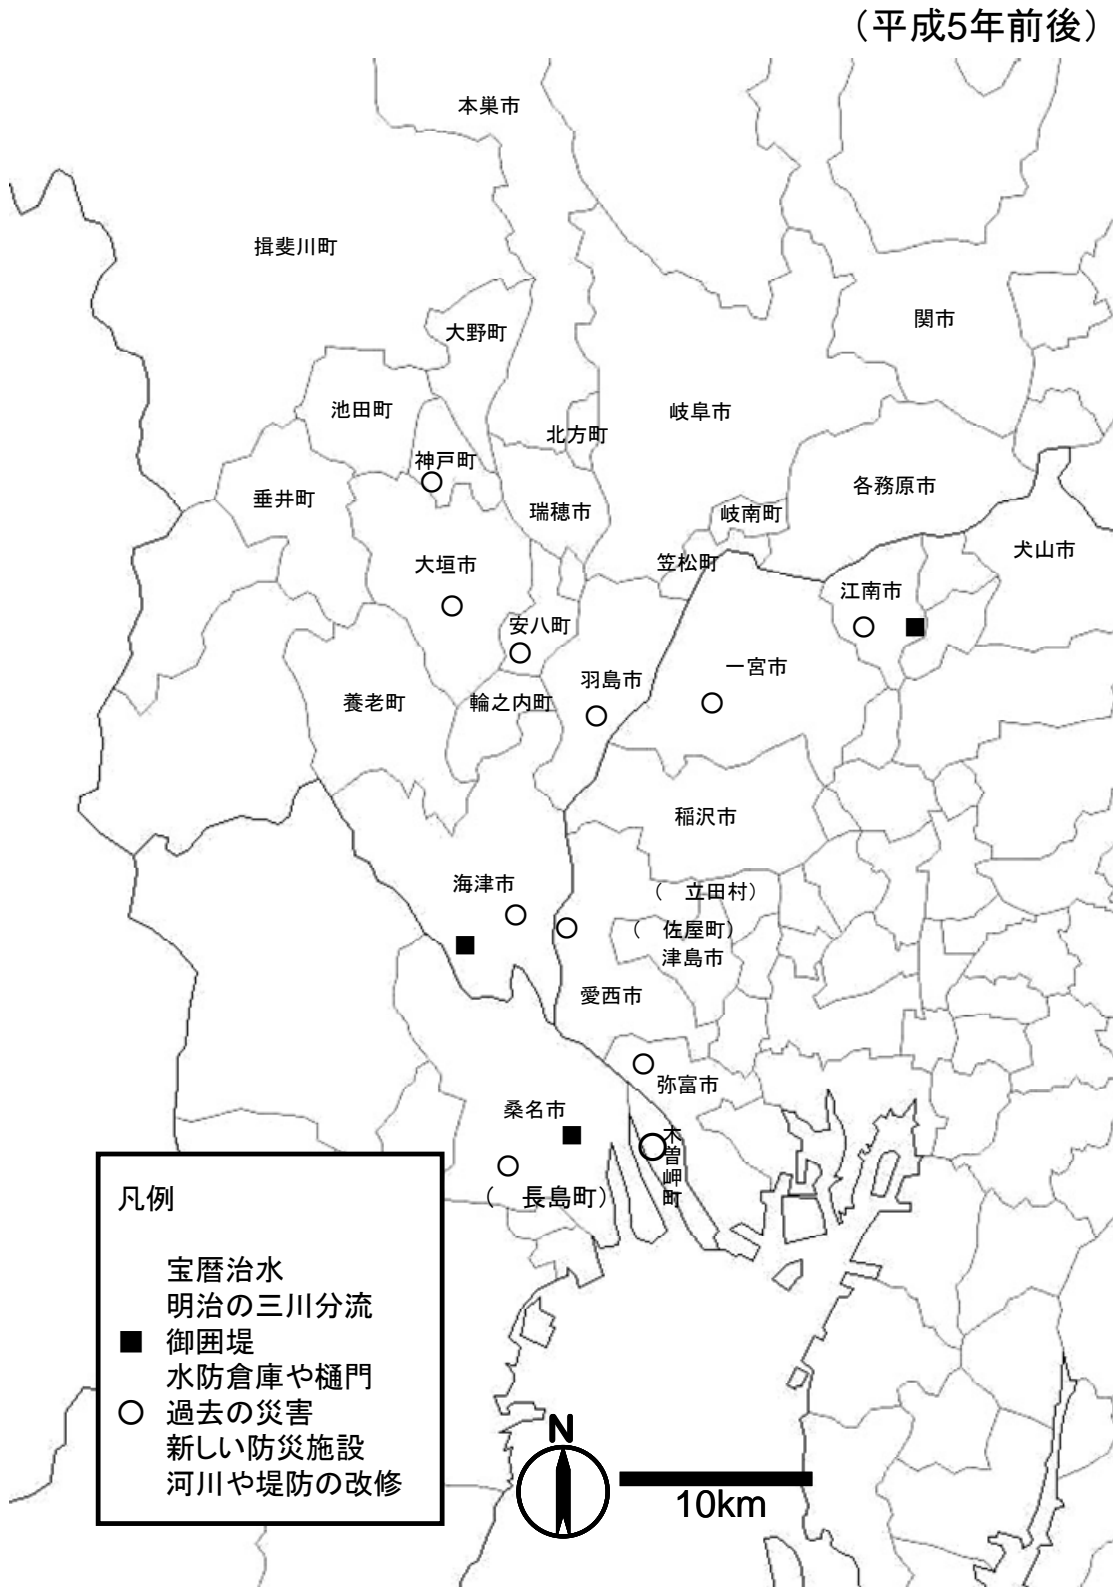 （平成5年前後）
本巣市
揖斐川町
関市
大野町
池田町
岐阜市
北方町
神戸町
各務原市
垂井町
瑞穂市
岐南町
犬山市
大垣市
笠松町
江南市
安八町
一宮市
羽島市
養老町
輪之内町
稲沢市
海津市
（　立田村）
（　佐屋町）
津島市
愛西市
弥富市
桑名市
木曽岬町
（　長島町）
凡例
宝暦治水
明治の三川分流
■ 御囲堤
水防倉庫や樋門
○ 過去の災害
新しい防災施設
河川や堤防の改修
N
10km